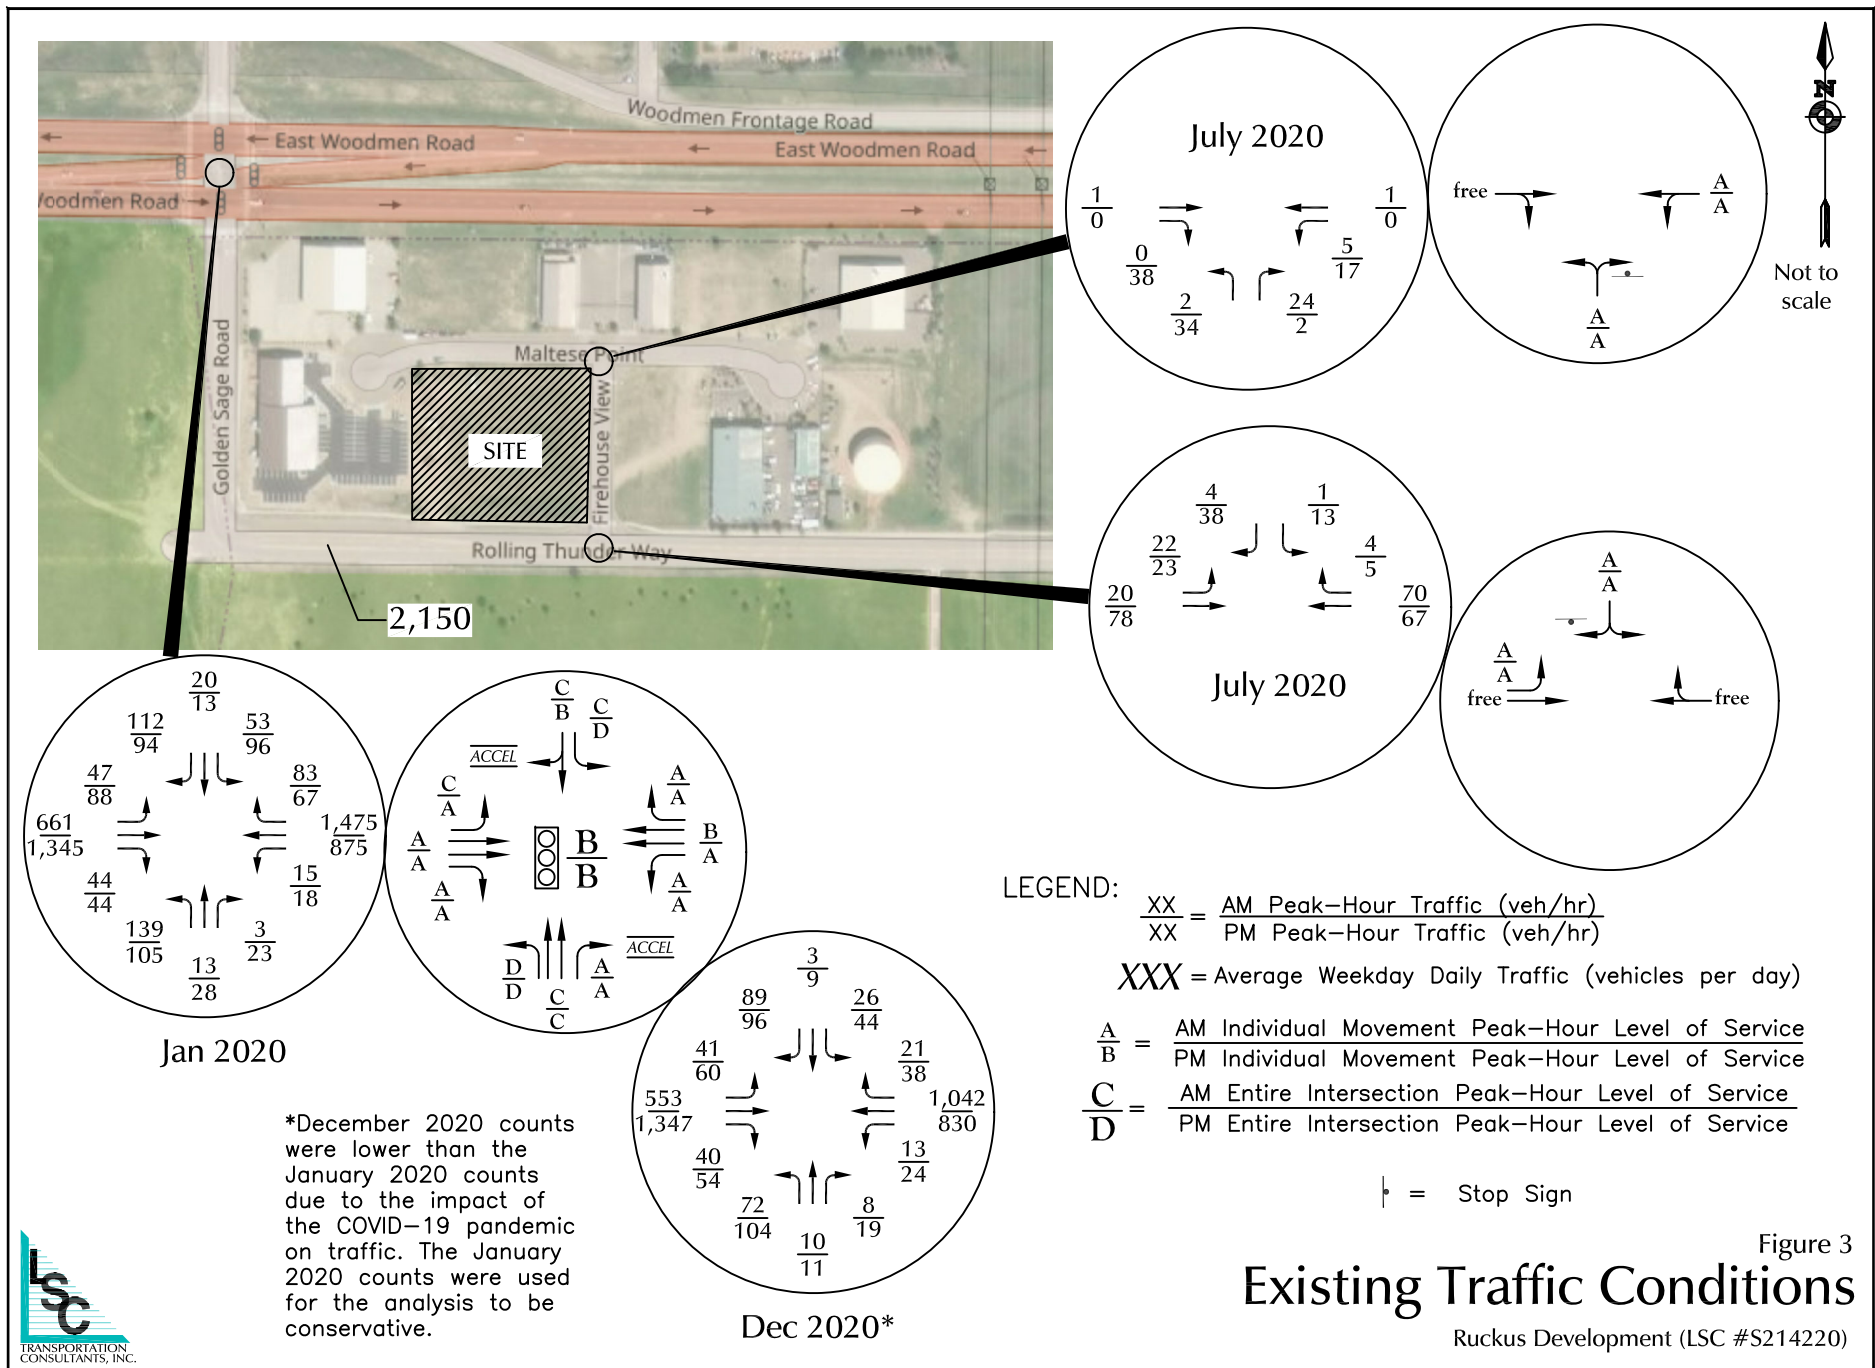 Woodmen Frontage Road
East Woodmen Road
East Woodmen Road
Woodmen Road
Golden Sage Road
Maltese Point
Firehouse View
SITE
Rolling Thunder Way
2,150
July 2020
1
0
1
0
0
38
5
17
2
34
24
2
free
A
A
A
A
N
Not to
scale
4
38
1
13
22
23
4
5
20
78
70
67
July 2020
A
A
A
A
free
free
20
13
112
94
53
96
47
88
83
67
661
1,345
1,475
875
44
44
15
18
139
105
3
23
13
28
Jan 2020
C
B
C
D
ACCEL
C
A
A
A
A
A
B
B
B
A
A
A
A
A
A
A
ACCEL
D
D
A
A
C
C
3
9
89
96
26
44
41
60
21
38
553
1,347
1,042
830
40
54
13
24
72
104
8
19
10
11
Dec 2020*
*December 2020 counts
were lower than the
January 2020 counts
due to the impact of
the COVID-19 pandemic
on traffic. The January
2020 counts were used
for the analysis to be
conservative.
LEGEND:
XX = AM Peak-Hour Traffic (veh/hr)
XX PM Peak-Hour Traffic (veh/hr)
XXX = Average Weekday Daily Traffic (vehicles per day)
A = AM Individual Movement Peak-Hour Level of Service
B PM Individual Movement Peak-Hour Level of Service
C = AM Entire Intersection Peak-Hour Level of Service
D PM Entire Intersection Peak-Hour Level of Service
= Stop Sign
Figure 3
Existing Traffic Conditions
Ruckus Development (LSC #S214220)
LSC
TRANSPORTATION
CONSULTANTS, INC.